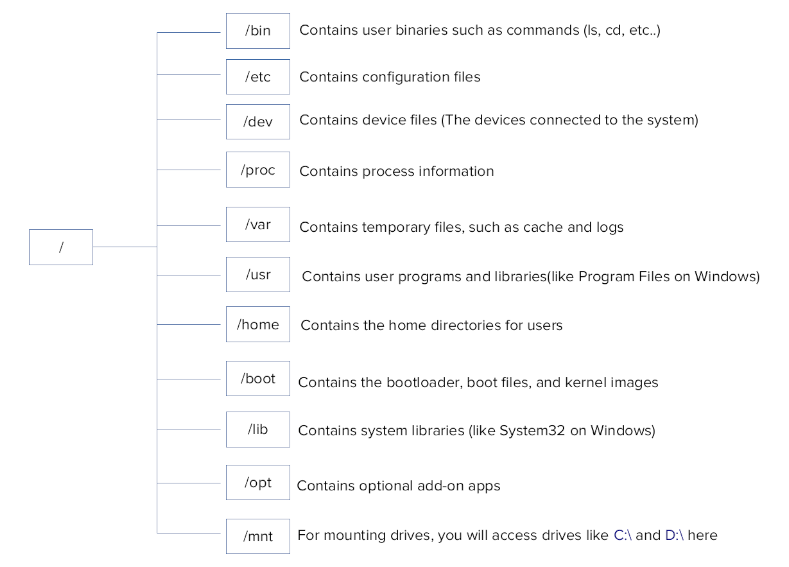 /bin Contains user binaries such as commands (ls, cd, etc..)
/etc Contains configuration files
/dev Contains device files (The devices connected to the system)
/proc Contains process information
/var Contains temporary files, such as cache and logs
/
/usr Contains user programs and libraries(like Program Files on Windows)
/home Contains the home directories for users
/boot Contains the bootloader, boot files, and kernel images
/lib Contains system libraries (like System32 on Windows)
/opt Contains optional add-on apps
/mnt For mounting drives, you will access drives like C:\ and D:\ here